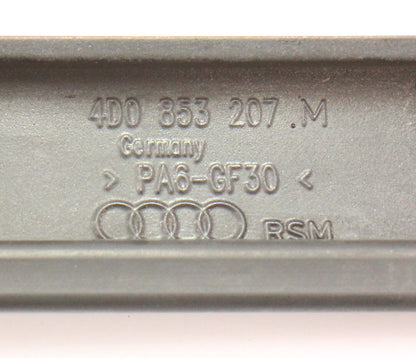 4D0 853 207 .M
Germany
> PA6-GF30 <
RSM